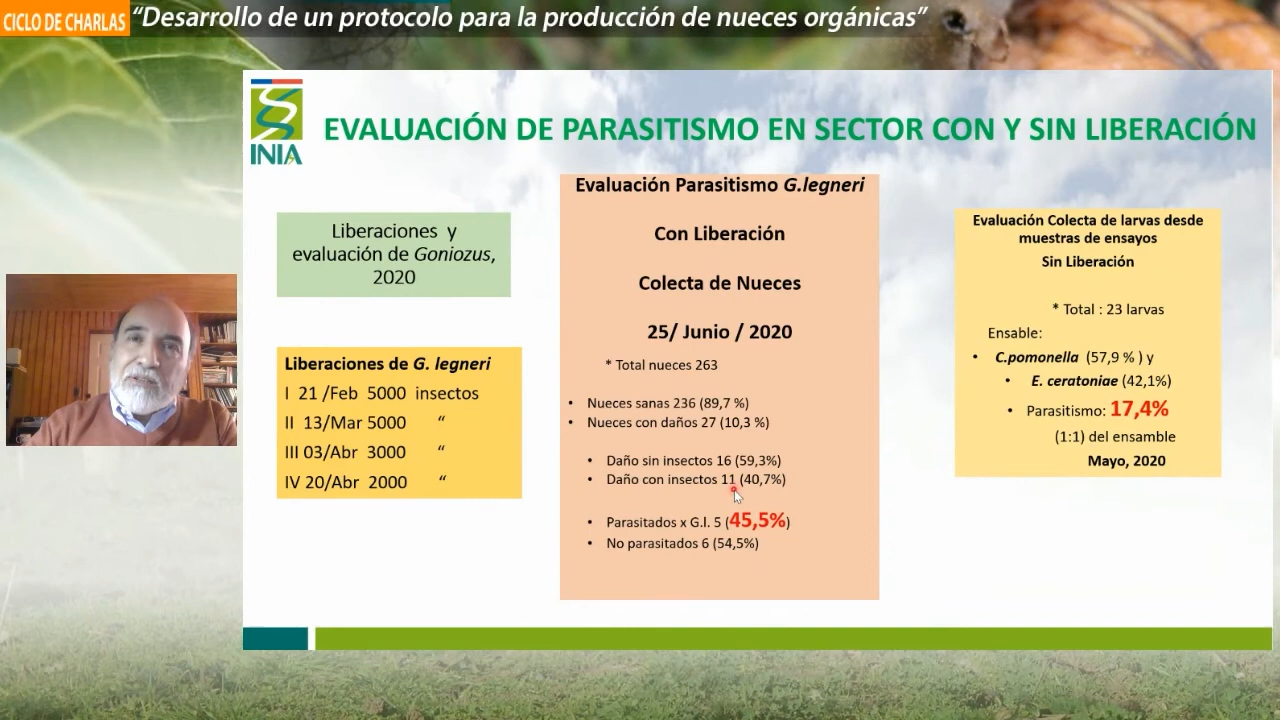 CICLO DE CHARLAS "Desarrollo de un protocolo para la producción de nueces orgánicas"
INIA
EVALUACIÓN DE PARASITISMO EN SECTOR CON Y SIN LIBERACIÓN
Liberaciones y
evaluación de Goniozus,
2020
Liberaciones de G. legneri
I 21 /Feb 5000 insectos
II 13/Mar 5000 “
III 03/Abr 3000 “
IV 20/Abr 2000 “
Evaluación Parasitismo G.legneri
Con Liberación
Colecta de Nueces
25/ Junio / 2020
* Total nueces 263
• Nueces sanas 236 (89,7 %)
• Nueces con daños 27 (10,3 %)
• Daño sin insectos 16 (59,3%)
• Daño con insectos 11 (40,7%)
• Parasitados x G.l. 5 (45,5%)
• No parasitados 6 (54,5%)
Evaluación Colecta de larvas desde
muestras de ensayos
Sin Liberación
* Total : 23 larvas
Ensable:
• C.pomonella (57,9 % ) y
• E. ceratoniae (42,1%)
• Parasitismo: 17,4%
(1:1) del ensamble
Mayo, 2020